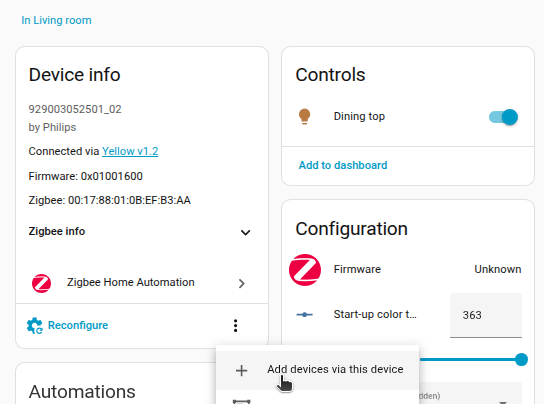 In Living room
Device info
929003052501_02
by Philips
Connected via Yellow v1.2
Firmware: 0x01001600
Zigbee: 00:17:88:01:0B:EF:B3:AA
Zigbee info
Zigbee Home Automation
Reconfigure
Add devices via this device
Automations
Controls
Dining top
Add to dashboard
Configuration
Firmware Unknown
Start-up color t... 363
dden)